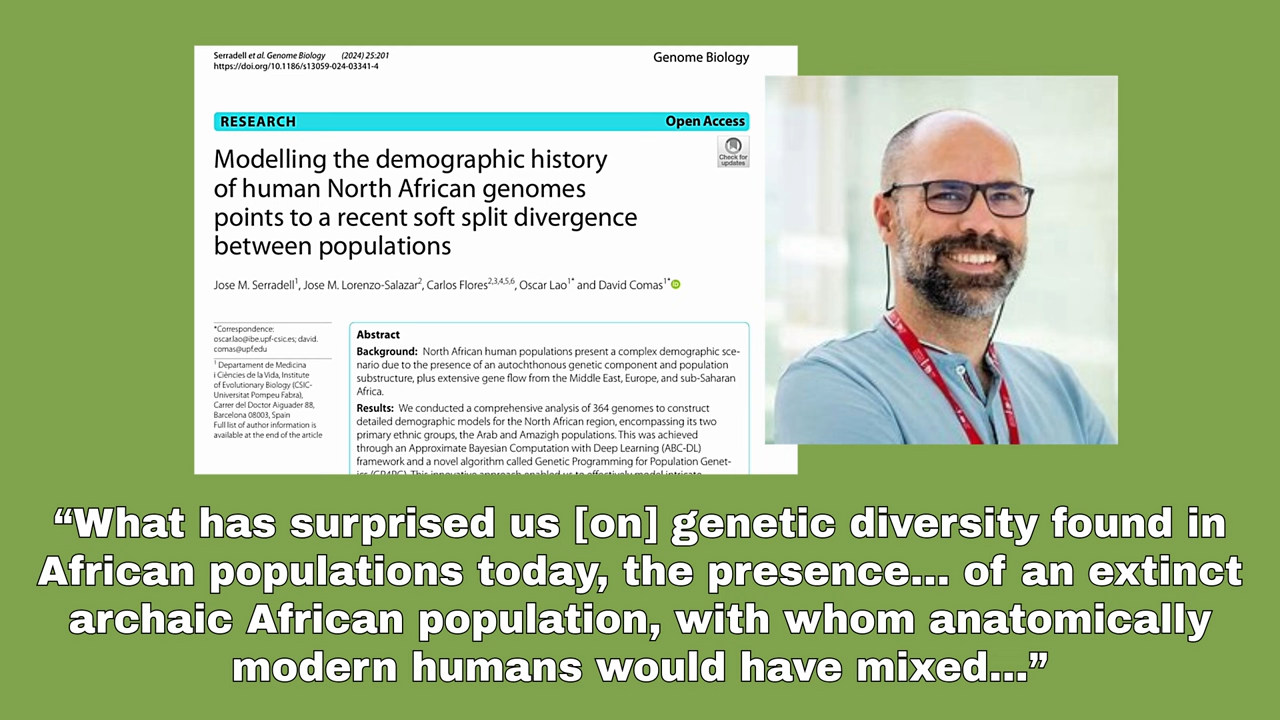 Serradell et al. Genome Biology (2024) 25:201
https://doi.org/10.1186/s13059-024-03341-4
Genome Biology
RESEARCH
Open Access
Check for
updates
Modelling the demographic history
of human North African genomes
points to a recent soft split divergence
between populations
Jose M. Serradell1, Jose M. Lorenzo-Salazar2, Carlos Flores2,3,4,5,6, Oscar Lao1* and David Comas1*
*Correspondence:
oscar.lao@ibe.upf-csic.es; david.
comas@upf.edu
1 Departament de Medicina
i Ciències de la Vida, Institute
of Evolutionary Biology (CSIC-
Universitat Pompeu Fabra),
Carrer del Doctor Aiguader 88,
Barcelona 08003, Spain
Full list of author information is
available at the end of the article
Abstract
Background: North African human populations present a complex demographic sce-
nario due to the presence of an autochthonous genetic component and population
substructure, plus extensive gene flow from the Middle East, Europe, and sub-Saharan
Africa.
Results: We conducted a comprehensive analysis of 364 genomes to construct
detailed demographic models for the North African region, encompassing its two
primary ethnic groups, the Arab and Amazigh populations. This was achieved
through an Approximate Bayesian Computation with Deep Learning (ABC-DL)
framework and a novel algorithm called Genetic Programming for Population Genet-
“What has surprised us [on] genetic diversity found in
African populations today, the presence... of an extinct
archaic African population, with whom anatomically
modern humans would have mixed...”